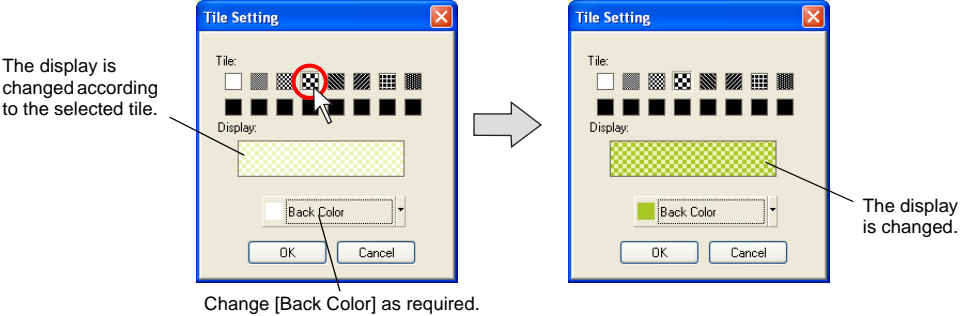 Tile Setting
Tile:
The display is
changed according
to the selected tile.
Display:
Back Color
OK Cancel
Change [Back Color] as required.
Tile Setting
Tile:
Display:
Back Color
OK Cancel
The display
is changed.